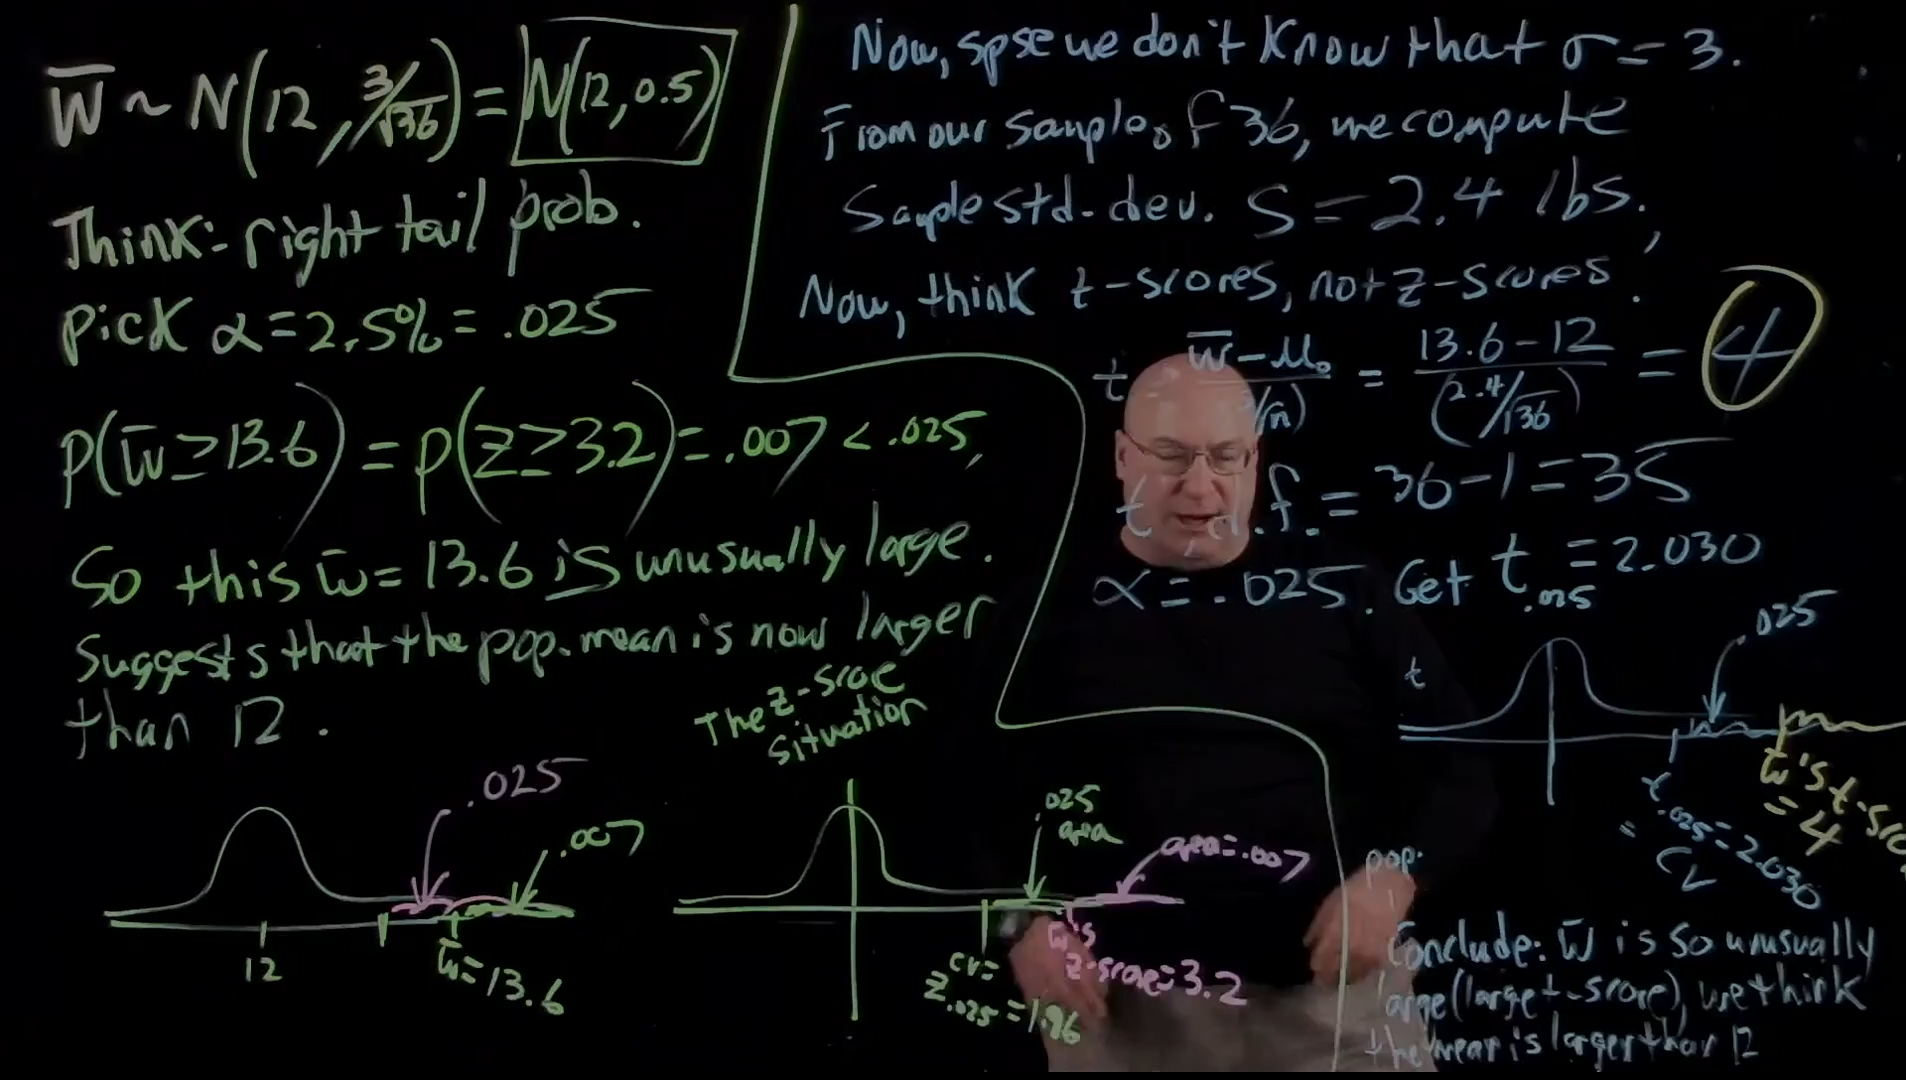 W̄ ~ N(12, 3/√36) = N(12, 0.5)
Think: right tail prob.
Pick α = 2.5% = .025
P(w̄ ≥ 13.6) = P(Z ≥ 3.2) = .007 < .025,
So this w̄ = 13.6 is unusually large.
Suggests that the pop. mean is now larger
than 12.
.025
.007
12
w̄ = 13.6
The z-scroe
situation
.025
area
area = .007
w̄'s
z-score = 3.2
cv =
z.025 = 1.96
Now, spse we don't know that σ = 3.
From our sample of 36, we compute
Sample std. dev. s = 2.4 lbs.,
Now, think t-scores, not z-scores.
t = w̄ - μ₀ / (/√n) = 13.6 - 12 / (2.4/√36) = 4
t, d.f. = 36 - 1 = 35
α = .025. Get t.025 = 2.030
.025
t
t.025 = 2.030
= cv
w̄'s t-scor
= 4
pop.
Conclude: w̄ is so unusually
large (large t-score), we think
the mean is larger than 12